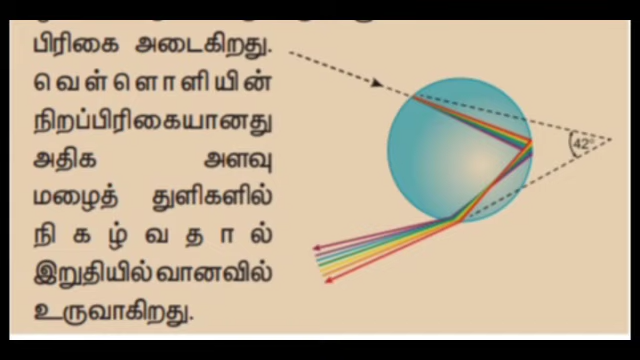 பிரிகை அடைகிறது.
வெள்ளொளியின்
நிறப்பிரிகையானது
அதிக அளவு
மழைத் துளிகளில்
நிகழ்வதால்
இறுதியில் வானவில்
உருவாகிறது.
42°